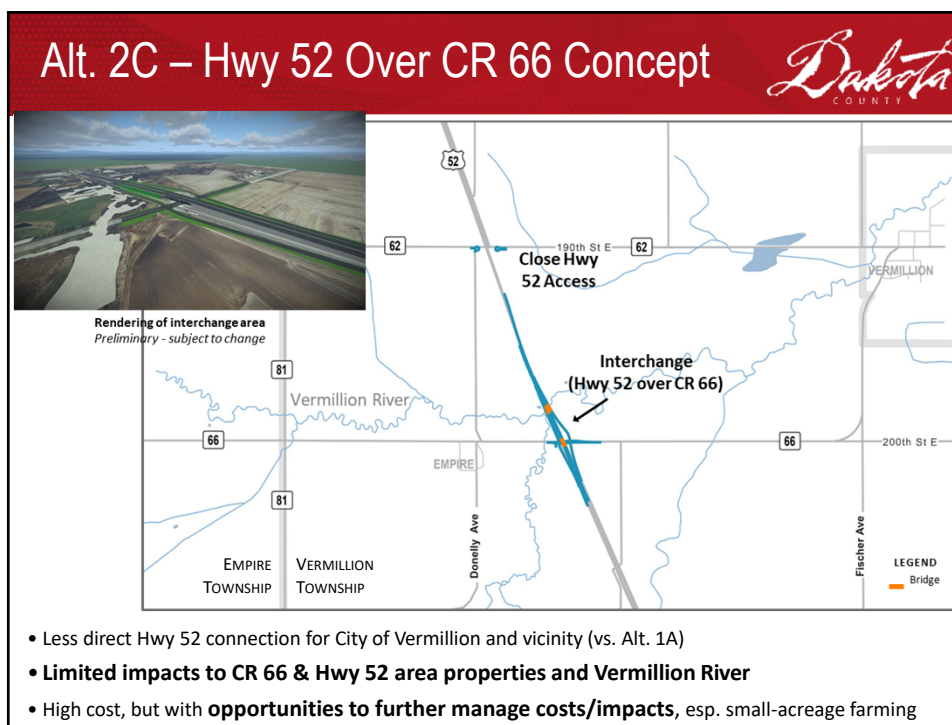 Alt. 2C – Hwy 52 Over CR 66 Concept
Dakota
COUNTY
52
62
190th St E
62
Close Hwy
52 Access
VERMILLION
Rendering of interchange area
Preliminary - subject to change
81
Interchange
(Hwy 52 over CR 66)
Vermillion River
66
66
200th St E
EMPIRE
81
Donelly Ave
Fischer Ave
EMPIRE
TOWNSHIP
VERMILLION
TOWNSHIP
LEGEND
Bridge
• Less direct Hwy 52 connection for City of Vermillion and vicinity (vs. Alt. 1A)
• Limited impacts to CR 66 & Hwy 52 area properties and Vermillion River
• High cost, but with opportunities to further manage costs/impacts, esp. small-acreage farming